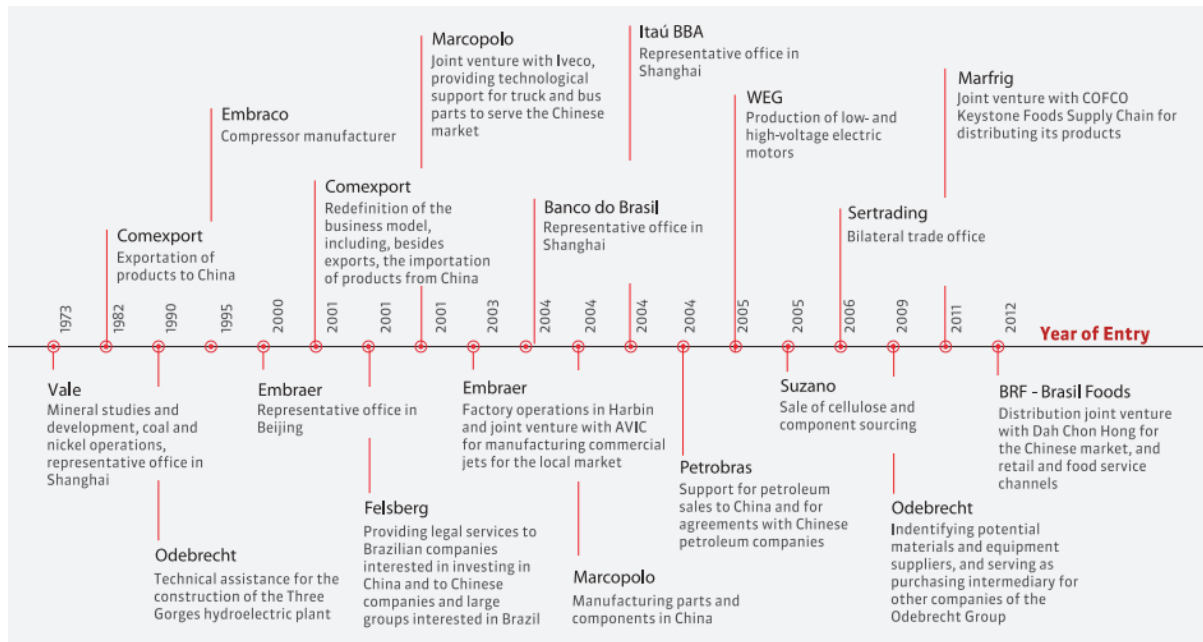 Marcopolo
Joint venture with Iveco,
providing technological
support for truck and bus
parts to serve the Chinese
market
Itaú BBA
Representative office in
Shanghai
Marfrig
Joint venture with COFCO
Keystone Foods Supply Chain for
distributing its products
WEG
Production of low- and
high-voltage electric
motors
Embraco
Compressor manufacturer
Comexport
Redefinition of the
business model,
including, besides
exports, the importation
of products from China
Banco do Brasil
Representative office in
Shanghai
Sertrading
Bilateral trade office
Comexport
Exportation of
products to China
1973
1982
1990
1995
2000
2001
2001
2001
2003
2004
2004
2004
2004
2005
2005
2006
2009
2011
2012
Year of Entry
Vale
Mineral studies and
development, coal and
nickel operations,
representative office in
Shanghai
Embraer
Representative office in
Beijing
Embraer
Factory operations in Harbin
and joint venture with AVIC
for manufacturing commercial
jets for the local market
Suzano
Sale of cellulose and
component sourcing
BRF - Brasil Foods
Distribution joint venture
with Dah Chon Hong for
the Chinese market, and
retail and food service
channels
Petrobras
Support for petroleum
sales to China and for
agreements with Chinese
petroleum companies
Felsberg
Providing legal services to
Brazilian companies
interested in investing in
China and to Chinese
companies and large
groups interested in Brazil
Odebrecht
Indentifying potential
materials and equipment
suppliers, and serving as
purchasing intermediary for
other companies of the
Odebrecht Group
Odebrecht
Technical assistance for the
construction of the Three
Gorges hydroelectric plant
Marcopolo
Manufacturing parts and
components in China